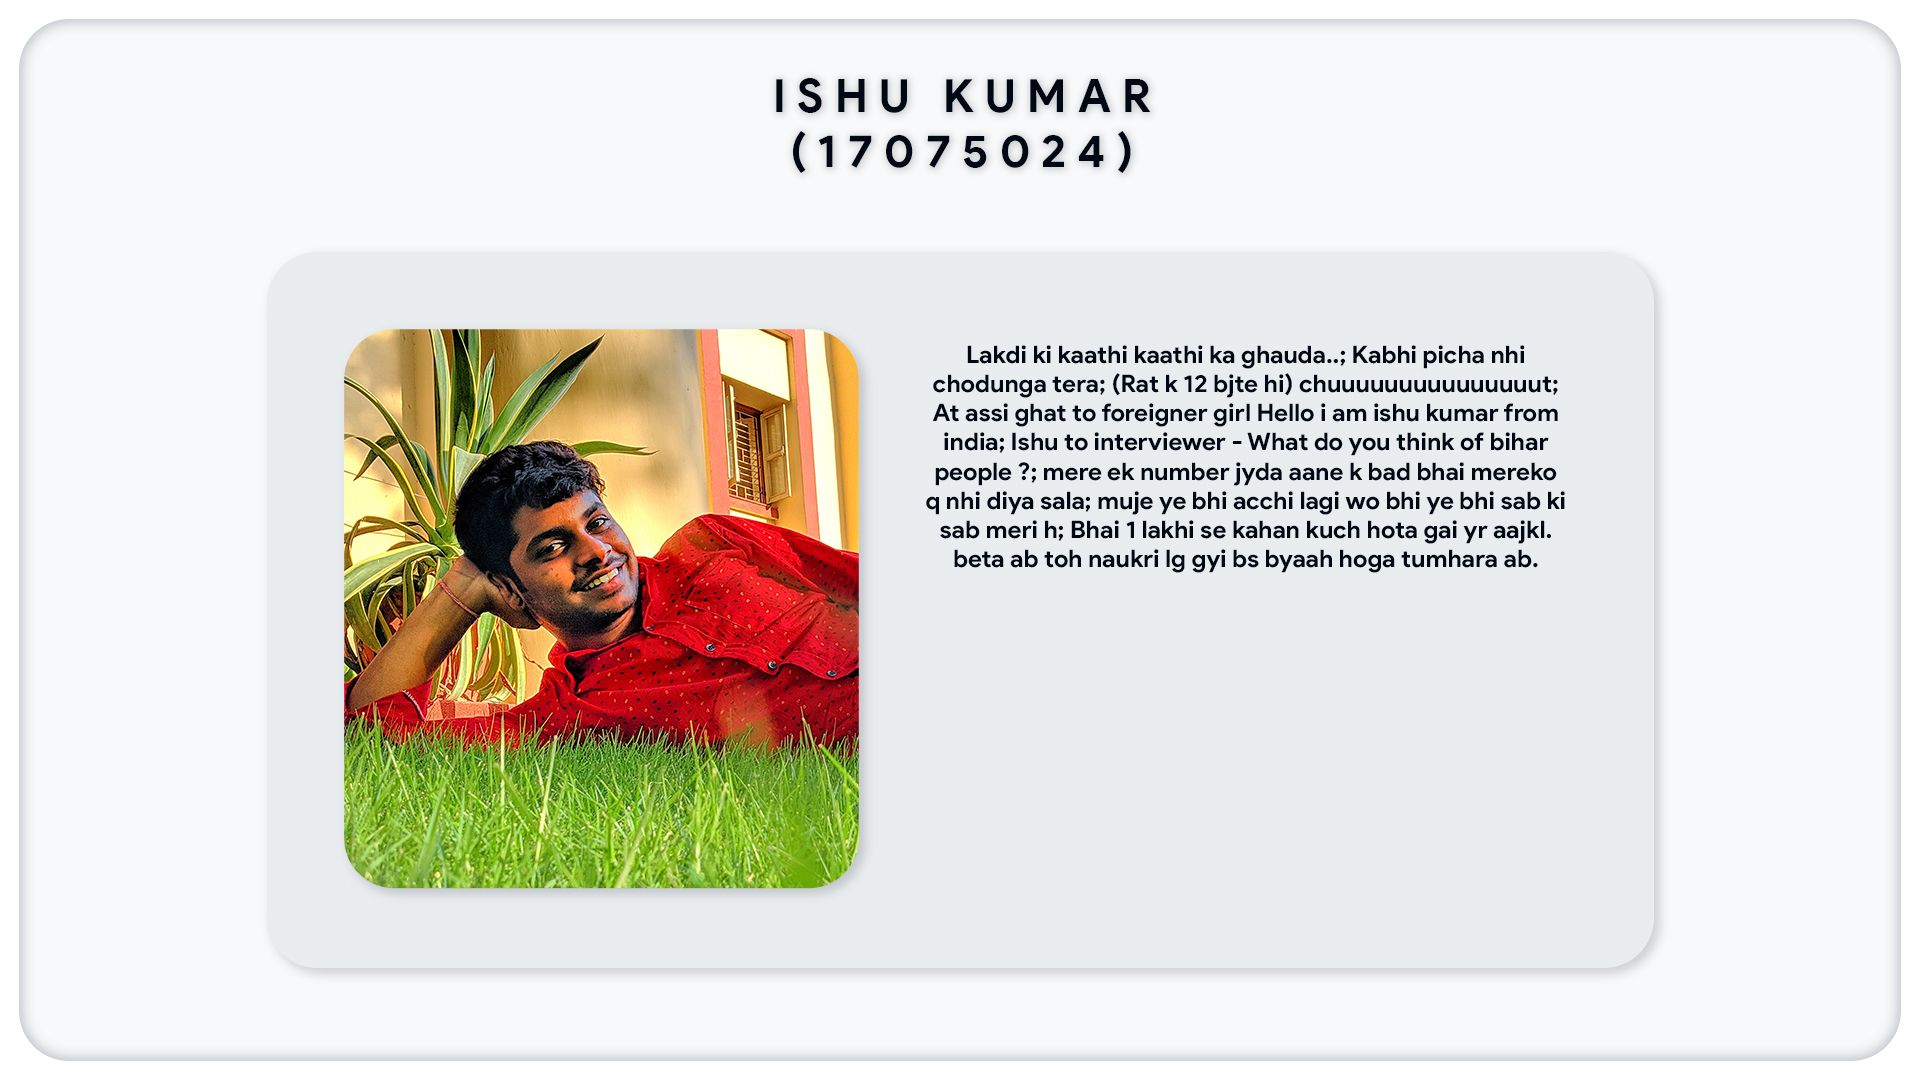 ISHU KUMAR
(17075024)
Lakdi ki kaathi kaathi ka ghauda..; Kabhi picha nhi
chodunga tera; (Rat k 12 bjte hi) chuuuuuuuuuuuuuuut;
At assi ghat to foreigner girl Hello i am ishu kumar from
india; Ishu to interviewer - What do you think of bihar
people ?; mere ek number jyda aane k bad bhai mereko
q nhi diya sala; muje ye bhi acchi lagi wo bhi ye bhi sab ki
sab meri h; Bhai 1 lakhi se kahan kuch hota gai yr aajkl.
beta ab toh naukri lg gyi bs byaah hoga tumhara ab.